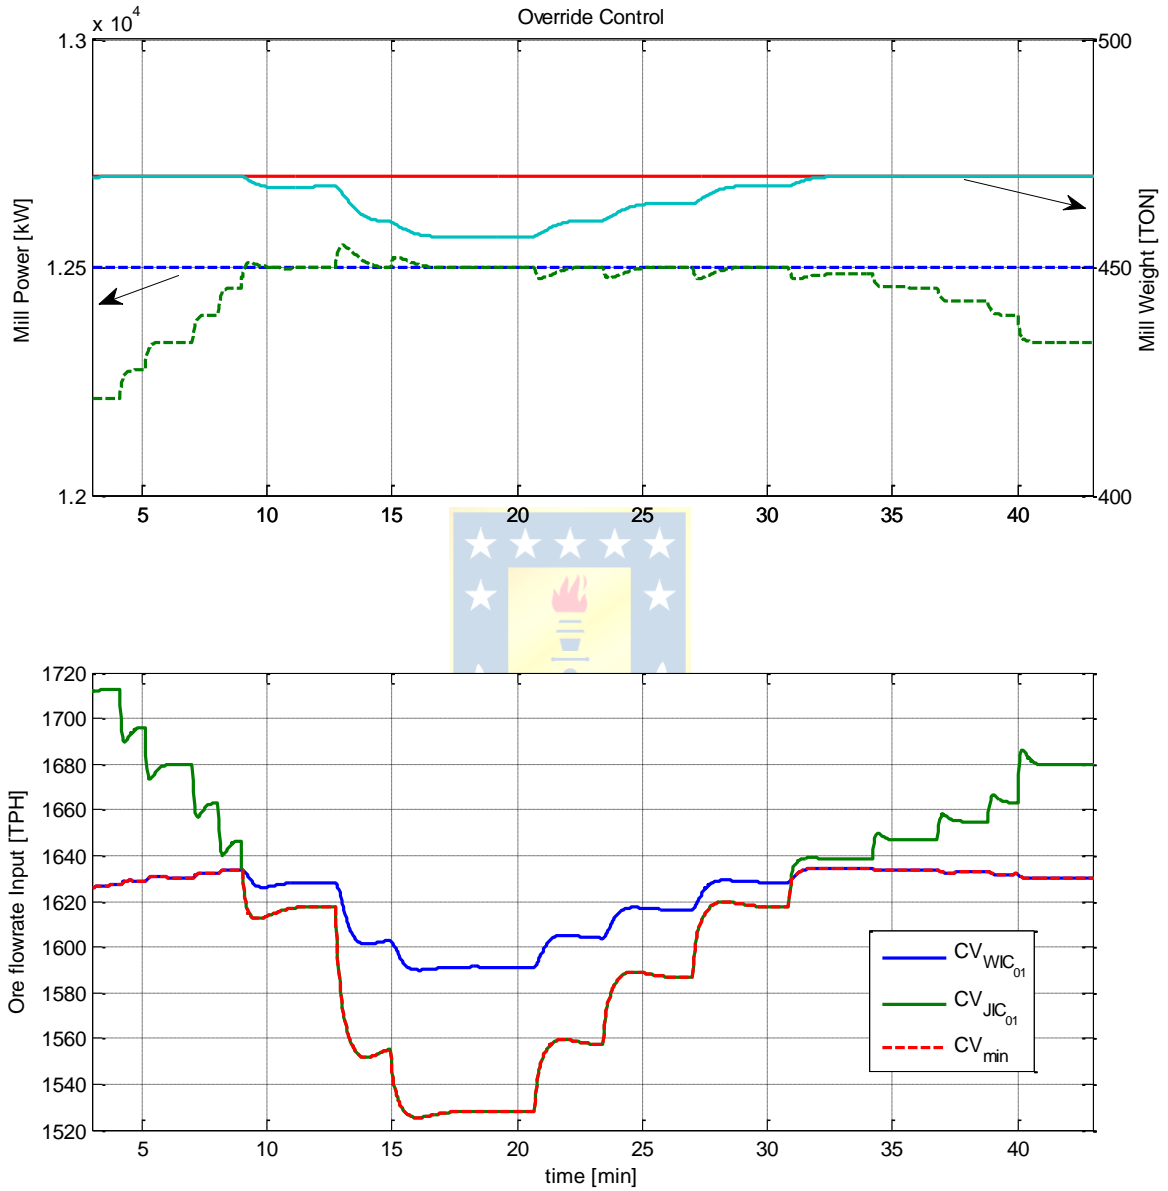 Override Control
x 10^4
1.3
1.25
1.2
Mill Power [kW]
500
450
400
Mill Weight [TON]
5 10 15 20 25 30 35 40
1720
1700
1680
1660
1640
1620
1600
1580
1560
1540
1520
Ore flowrate Input [TPH]
CV_WIC_01
CV_JIC_01
CV_min
5 10 15 20 25 30 35 40
time [min]